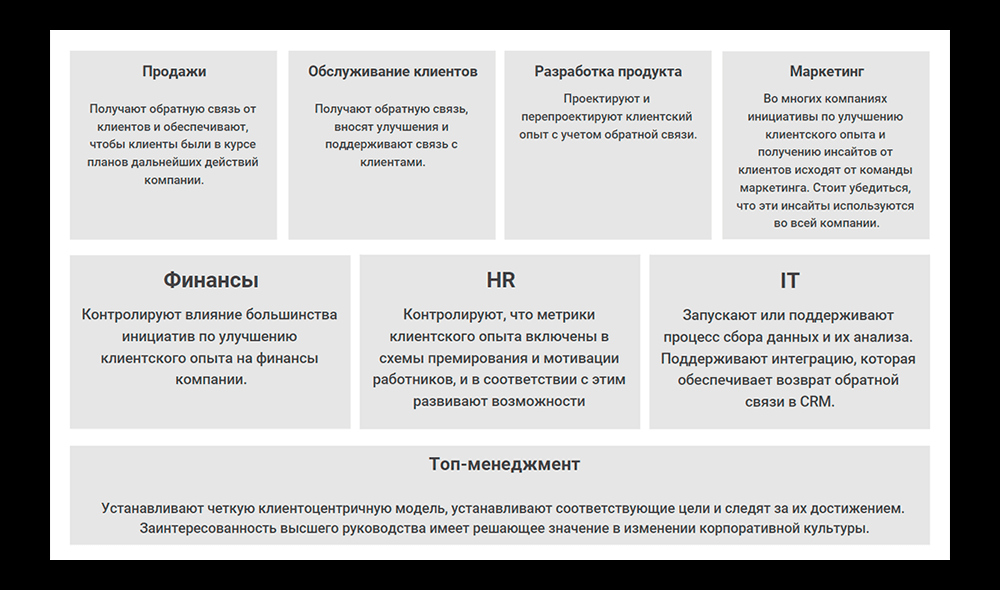 Продажи
Получают обратную связь от
клиентов и обеспечивают,
чтобы клиенты были в курсе
планов дальнейших действий
компании.
Обслуживание клиентов
Получают обратную связь,
вносят улучшения и
поддерживают связь с
клиентами.
Разработка продукта
Проектируют и
перепроектируют клиентский
опыт с учетом обратной связи.
Маркетинг
Во многих компаниях
инициативы по улучшению
клиентского опыта и
получению инсайтов от
клиентов исходят от команды
маркетинга. Стоит убедиться,
что эти инсайты используются
во всей компании.
Финансы
Контролируют влияние большинства
инициатив по улучшению
клиентского опыта на финансы
компании.
HR
Контролируют, что метрики
клиентского опыта включены в
схемы премирования и мотивации
работников, и в соответствии с этим
развивают возможности
IT
Запускают или поддерживают
процесс сбора данных и их анализа.
Поддерживают интеграцию, которая
обеспечивает возврат обратной
связи в CRM.
Топ-менеджмент
Устанавливают четкую клиентоцентричную модель, устанавливают соответствующие цели и следят за их достижением.
Заинтересованность высшего руководства имеет решающее значение в изменении корпоративной культуры.